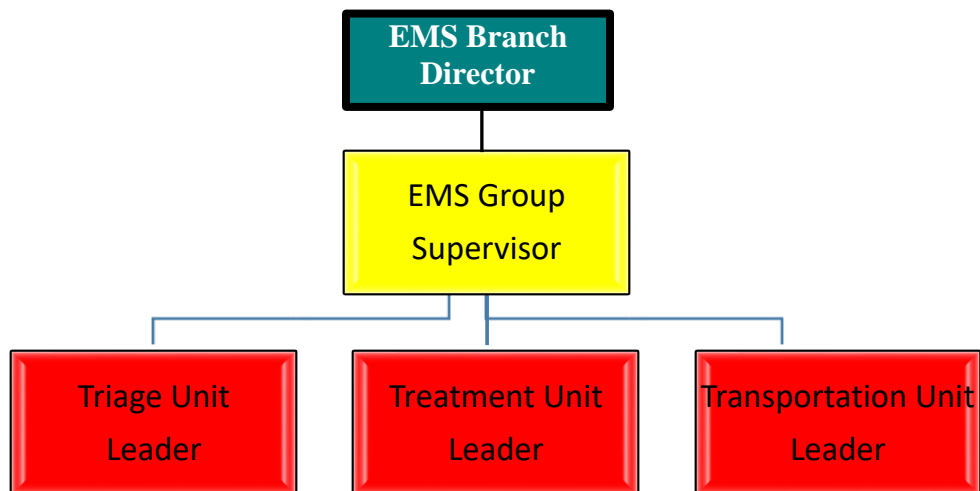 EMS Branch
Director
EMS Group
Supervisor
Triage Unit
Leader
Treatment Unit
Leader
Transportation Unit
Leader